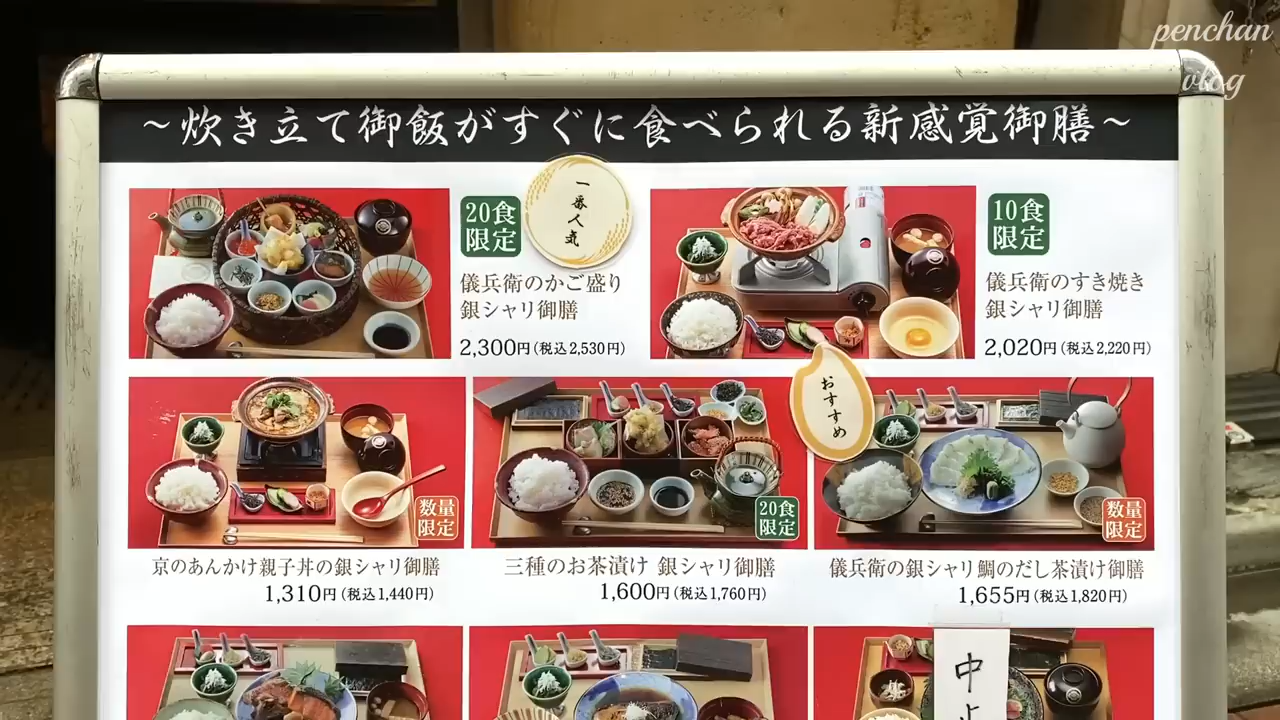 penchan
vlog
～炊き立て御飯がすぐに食べられる新感覚御膳～
一番人気
20食
限定
儀兵衛のかご盛り
銀シャリ御膳
2,300円(税込2,530円)
10食
限定
儀兵衛のすき焼き
銀シャリ御膳
2,020円(税込2,220円)
おすすめ
数量
限定
京のあんかけ親子丼の銀シャリ御膳
1,310円(税込1,440円)
20食
限定
三種のお茶漬け 銀シャリ御膳
1,600円(税込1,760円)
数量
限定
儀兵衛の銀シャリ鯛のだし茶漬け御膳
1,655円(税込1,820円)
中止